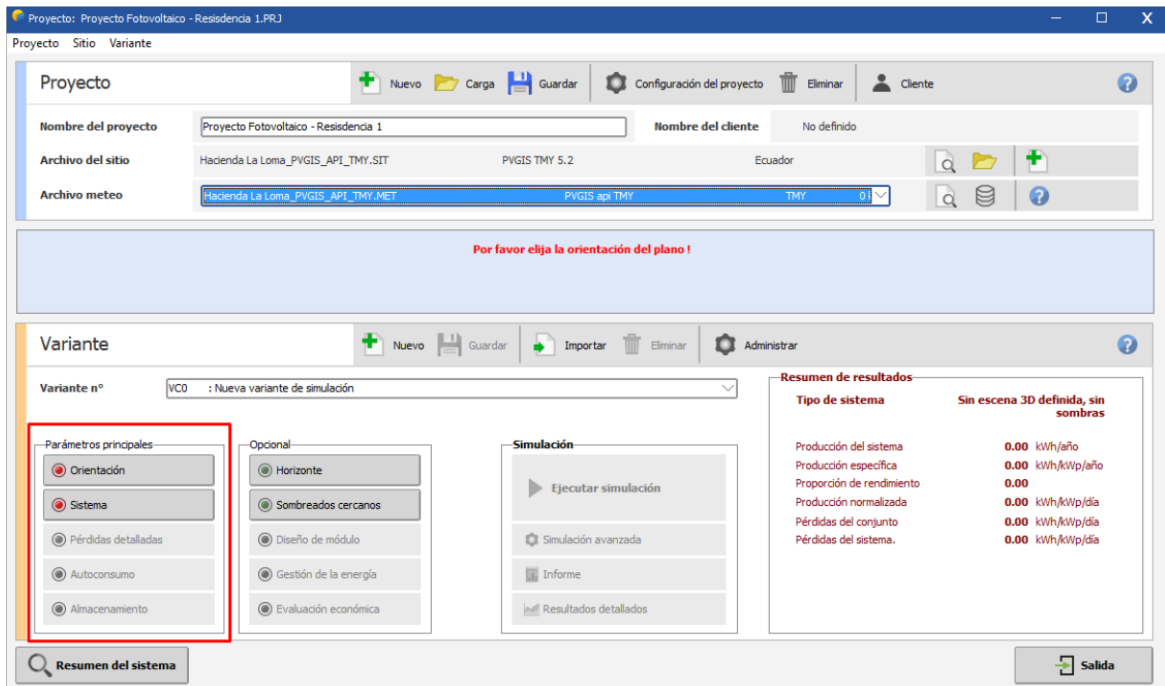 Proyecto: Proyecto Fotovoltaico - Resisdencia 1.PRJ
Proyecto Sitio Variante
Proyecto Nuevo Carga Guardar Configuración del proyecto Eliminar Cliente
Nombre del proyecto Proyecto Fotovoltaico - Resisdencia 1 Nombre del cliente No definido
Archivo del sitio Hacienda La Loma_PVGIS_API_TMY.SIT PVGIS TMY 5.2 Ecuador
Archivo meteo Hacienda La Loma_PVGIS_API_TMY.MET PVGIS api TMY TMY 0
Por favor elija la orientación del plano !
Variante Nuevo Guardar Importar Eliminar Administrar
Variante n° VC0 : Nueva variante de simulación
Resumen de resultados
Tipo de sistema Sin escena 3D definida, sin
sombras
Parámetros principales
Orientación
Sistema
Pérdidas detalladas
Autoconsumo
Almacenamiento
Opcional
Horizonte
Sombreados cercanos
Diseño de módulo
Gestión de la energía
Evaluación económica
Simulación
Ejecutar simulación
Simulación avanzada
Informe
Resultados detallados
Producción del sistema 0.00 kWh/año
Producción específica 0.00 kWh/kWp/año
Proporción de rendimiento 0.00
Producción normalizada 0.00 kWh/kWp/día
Pérdidas del conjunto 0.00 kWh/kWp/día
Pérdidas del sistema. 0.00 kWh/kWp/día
Resumen del sistema
Salida